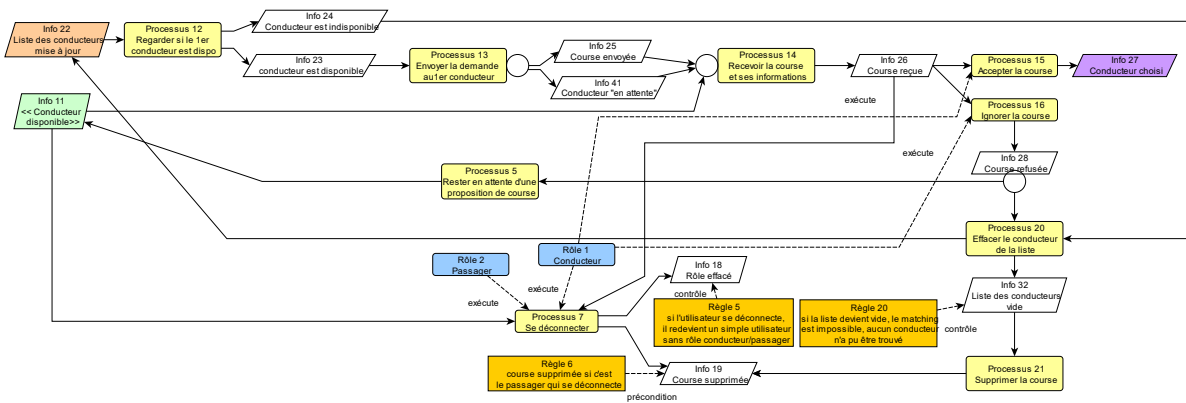 Info 22
Liste des conducteurs
mise à jour
Processus 12
Regarder si le 1er
conducteur est dispo
Info 24
Conducteur est indisponible
Info 23
conducteur est disponible
Processus 13
Envoyer la demande
au1er conducteur
Info 25
Course envoyée
Info 41
Conducteur "en attente"
Processus 14
Recevoir la course
et ses informations
Info 26
Course reçue
Processus 15
Accepter la course
Info 27
Conducteur choisi
Info 11
<< Conducteur
disponible>>
exécute
Processus 16
Ignorer la course
exécute
Info 28
Course refusée
Processus 5
Rester en attente d'une
proposition de course
Processus 20
Effacer le conducteur
de la liste
Rôle 2
Passager
Rôle 1
Conducteur
Info 18
Rôle effacé
exécute
exécute
contrôle
Info 32
Liste des conducteurs
vide
Processus 7
Se déconnecter
Règle 5
si l'utilisateur se déconnecte,
il redevient un simple utilisateur
sans rôle conducteur/passager
Règle 20
si la liste devient vide, le matching
est impossible, aucun conducteur
n'a pu être trouvé
contrôle
Règle 6
course supprimée si c'est
le passager qui se déconnecte
Info 19
Course supprimée
précondition
Processus 21
Supprimer la course